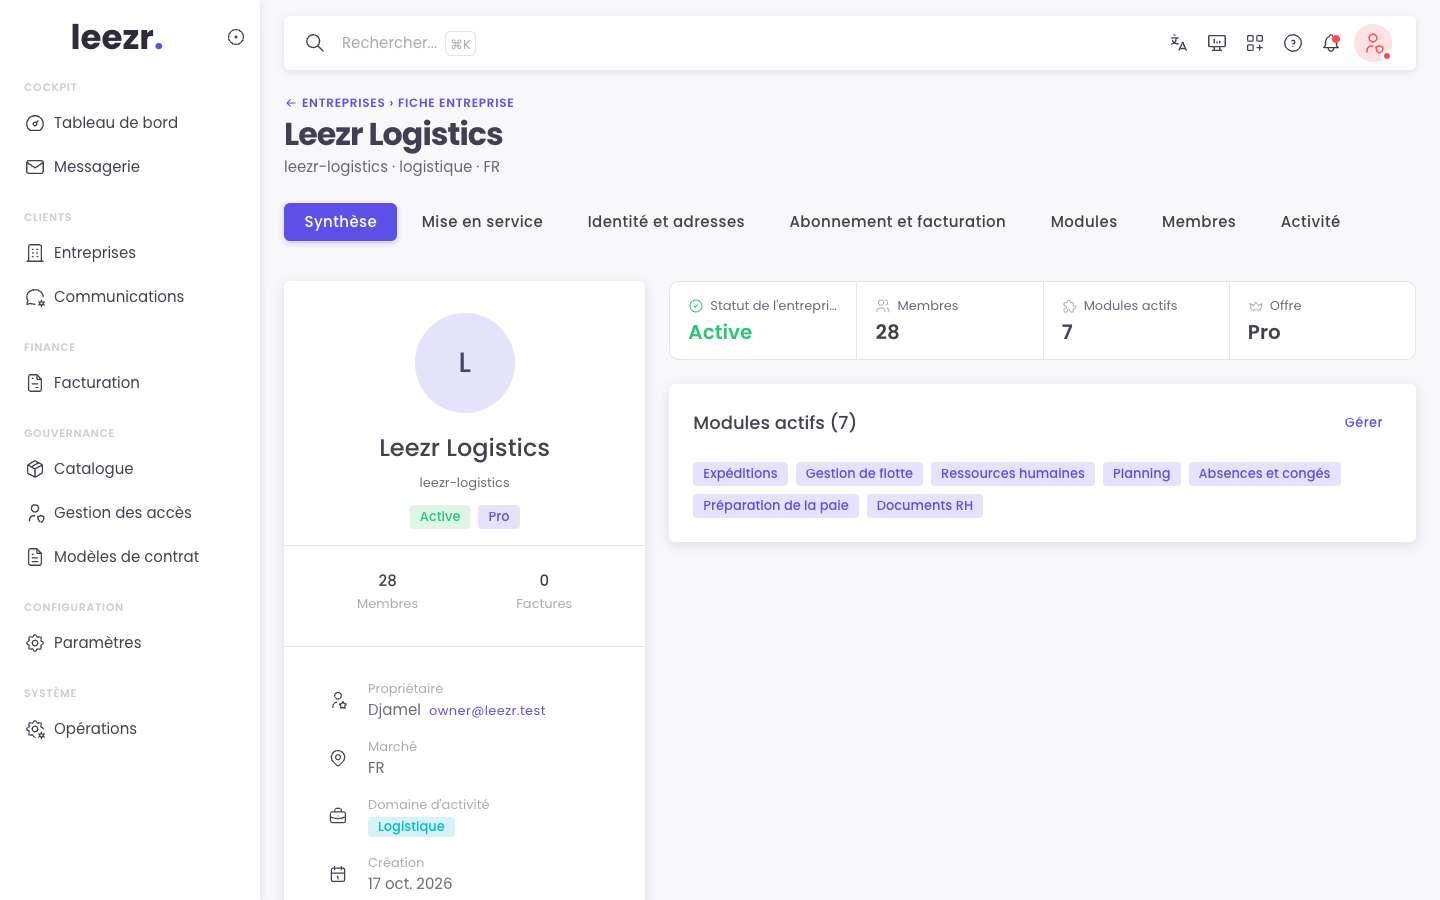 leezr.
COCKPIT
Tableau de bord
Messagerie
CLIENTS
Entreprises
Communications
FINANCE
Facturation
GOUVERNANCE
Catalogue
Gestion des accès
Modèles de contrat
CONFIGURATION
Paramètres
SYSTÈME
Opérations
Rechercher... ⌘K
← ENTREPRISES › FICHE ENTREPRISE
Leezr Logistics
leezr-logistics · logistique · FR
Synthèse Mise en service Identité et adresses Abonnement et facturation Modules Membres Activité
L
Leezr Logistics
leezr-logistics
Active Pro
28 0
Membres Factures
Propriétaire
Djamel owner@leezr.test
Marché
FR
Domaine d'activité
Logistique
Création
17 oct. 2026
Statut de l'entrepri... Membres Modules actifs Offre
Active 28 7 Pro
Modules actifs (7) Gérer
Expéditions Gestion de flotte Ressources humaines Planning Absences et congés
Préparation de la paie Documents RH